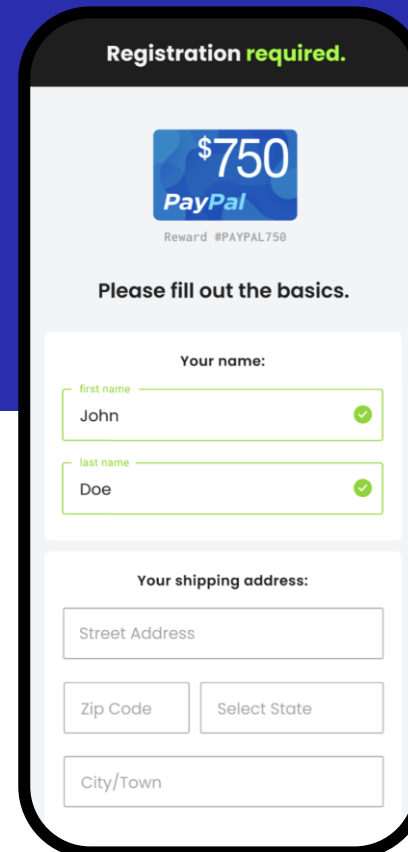 Registration required.
$750
PayPal
Reward #PAYPAL750
Please fill out the basics.
Your name:
first name
John
last name
Doe
Your shipping address:
Street Address
Zip Code Select State
City/Town